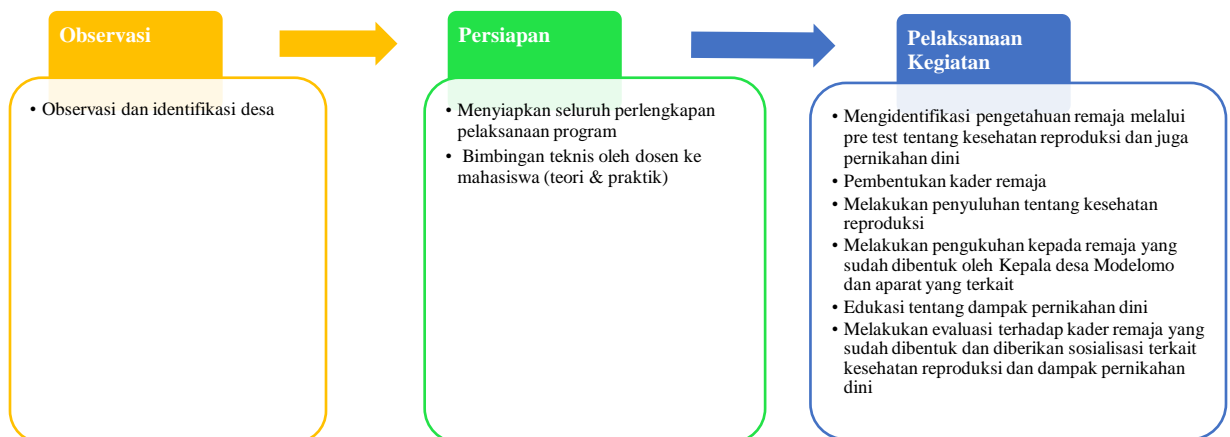 Observasi
• Observasi dan identifikasi desa
Persiapan
• Menyiapkan seluruh perlengkapan
pelaksanaan program
• Bimbingan teknis oleh dosen ke
mahasiswa (teori & praktik)
Pelaksanaan
Kegiatan
• Mengidentifikasi pengetahuan remaja melalui
pre test tentang kesehatan reproduksi dan juga
pernikahan dini
• Pembentukan kader remaja
• Melakukan penyuluhan tentang kesehatan
reproduksi
• Melakukan pengukuhan kepada remaja yang
sudah dibentuk oleh Kepala desa Modelomo
dan aparat yang terkait
• Edukasi tentang dampak pernikahan dini
• Melakukan evaluasi terhadap kader remaja yang
sudah dibentuk dan diberikan sosialisasi terkait
kesehatan reproduksi dan dampak pernikahan
dini